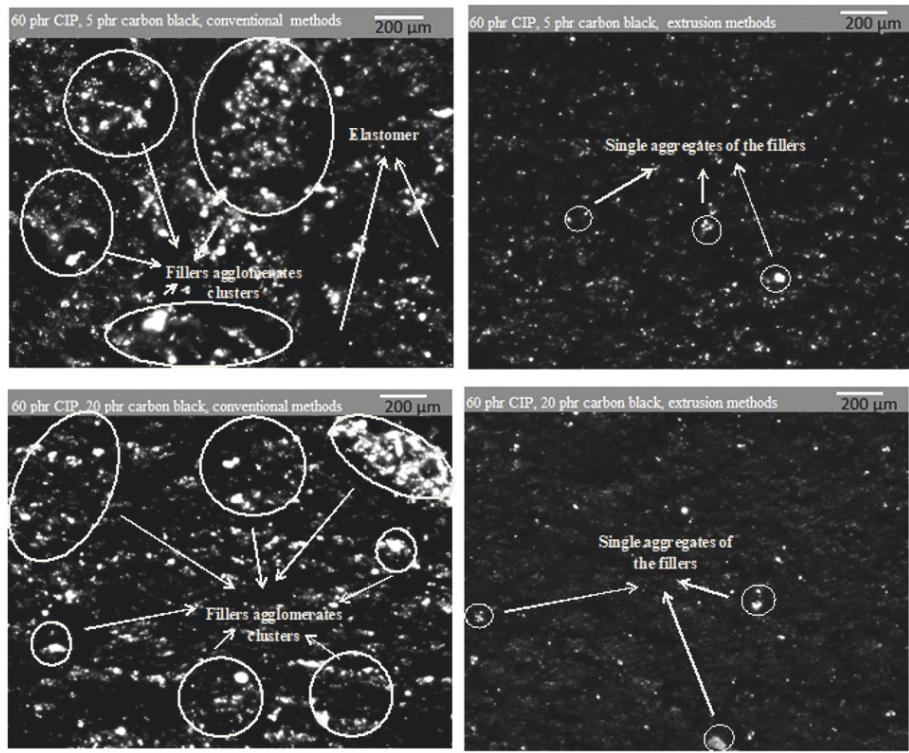 60 phr CIP, 5 phr carbon black, conventional methods
200 µm
Elastomer
Fillers agglomerates
clusters
60 phr CIP, 5 phr carbon black, extrusion methods
200 µm
Single aggregates of the fillers
60 phr CIP, 20 phr carbon black, conventional methods
200 µm
Fillers agglomerates
clusters
60 phr CIP, 20 phr carbon black, extrusion methods
200 µm
Single aggregates of
the fillers